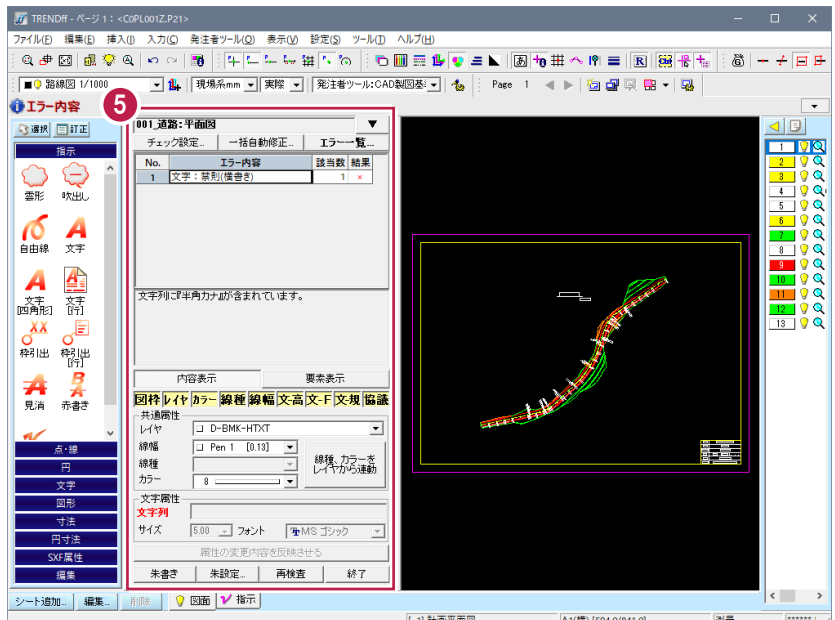 TRENDff - ページ 1 : <C0PL001Z.P21>
ファイル(F) 編集(E) 挿入(I) 入力(C) 発注者ツール(O) 表示(V) 設定(S) ツール(T) ヘルプ(H)
路線図 1/1000 現場系mm 実際 発注者ツール:CAD製図基 Page 1
エラー内容
5
選択 訂正
指示
雲形 吹出し
自由線 文字
文字[四角形] 文字[行]
枠引出 枠引出[行]
見消 赤書き
点・線
円
文字
図形
寸法
円寸法
SXF属性
編集
001_道路:平面図
チェック設定... 一括自動修正... エラー一覧...
No. エラー内容 該当数 結果
1 文字:禁則(横書き) 1 ×
文字列に『半角カナ』が含まれています。
内容表示 要素表示
図枠 レイヤ カラー 線種 線幅 文-高 文-F 文-規 協議
共通属性
レイヤ D-BMK-HTXT
線幅 Pen 1 [0.13]
線種
カラー 8
線種、カラーをレイヤから連動
文字属性
文字列
サイズ 5.00 フォント MS ゴシック
属性の変更内容を反映させる
朱書き 朱設定... 再検査 終了
1
2
3
4
5
6
7
8
9
10
11
12
13
シート追加... 編集... 削除 図面 指示
[-1] 計画平面図 A1(横) [594.0/841.0] 測量 ******